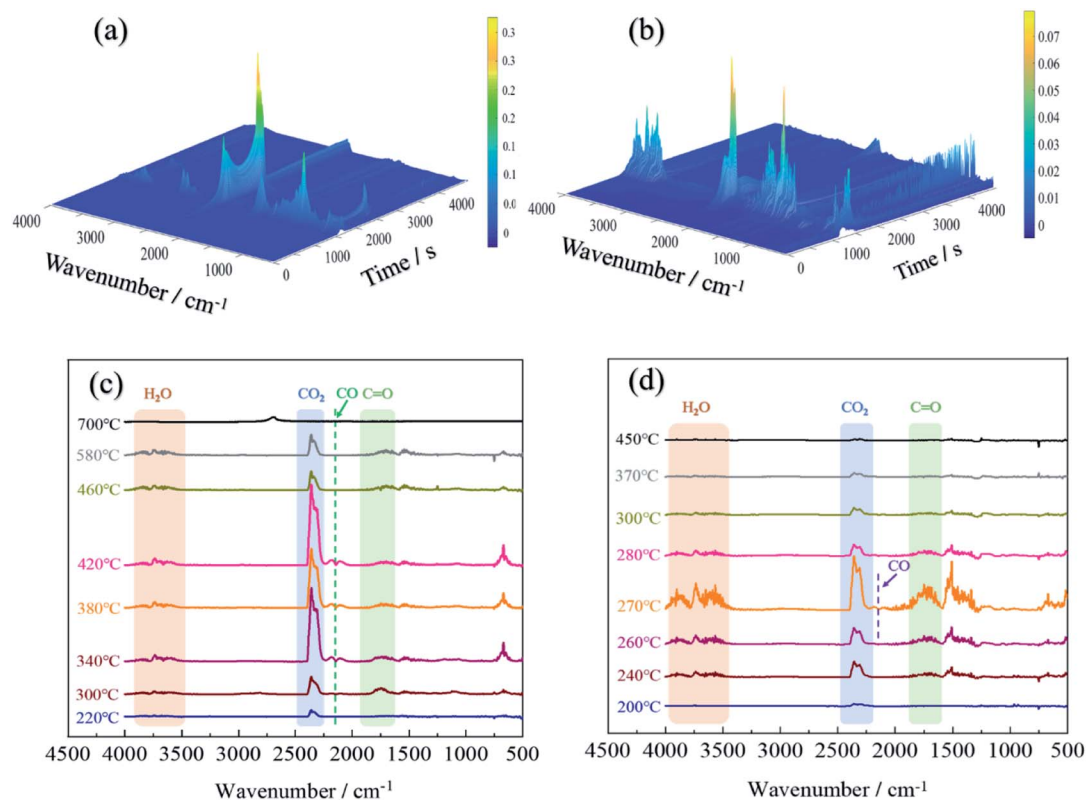 (a)
0.3
0.3
0.2
0.2
0.1
0.1
0.0
0
4000
3000
2000
1000
0
1000
2000
3000
4000
Wavenumber / cm⁻¹
Time / s
(b)
0.07
0.06
0.05
0.04
0.03
0.02
0.01
0
4000
3000
2000
1000
0
1000
2000
3000
4000
Wavenumber / cm⁻¹
Time / s
(c)
H₂O
CO₂
CO
C=O
700℃
580℃
460℃
420℃
380℃
340℃
300℃
220℃
4500 4000 3500 3000 2500 2000 1500 1000 500
Wavenumber / cm⁻¹
(d)
H₂O
CO₂
C=O
450℃
370℃
300℃
280℃
CO
270℃
260℃
240℃
200℃
4500 4000 3500 3000 2500 2000 1500 1000 500
Wavenumber / cm⁻¹